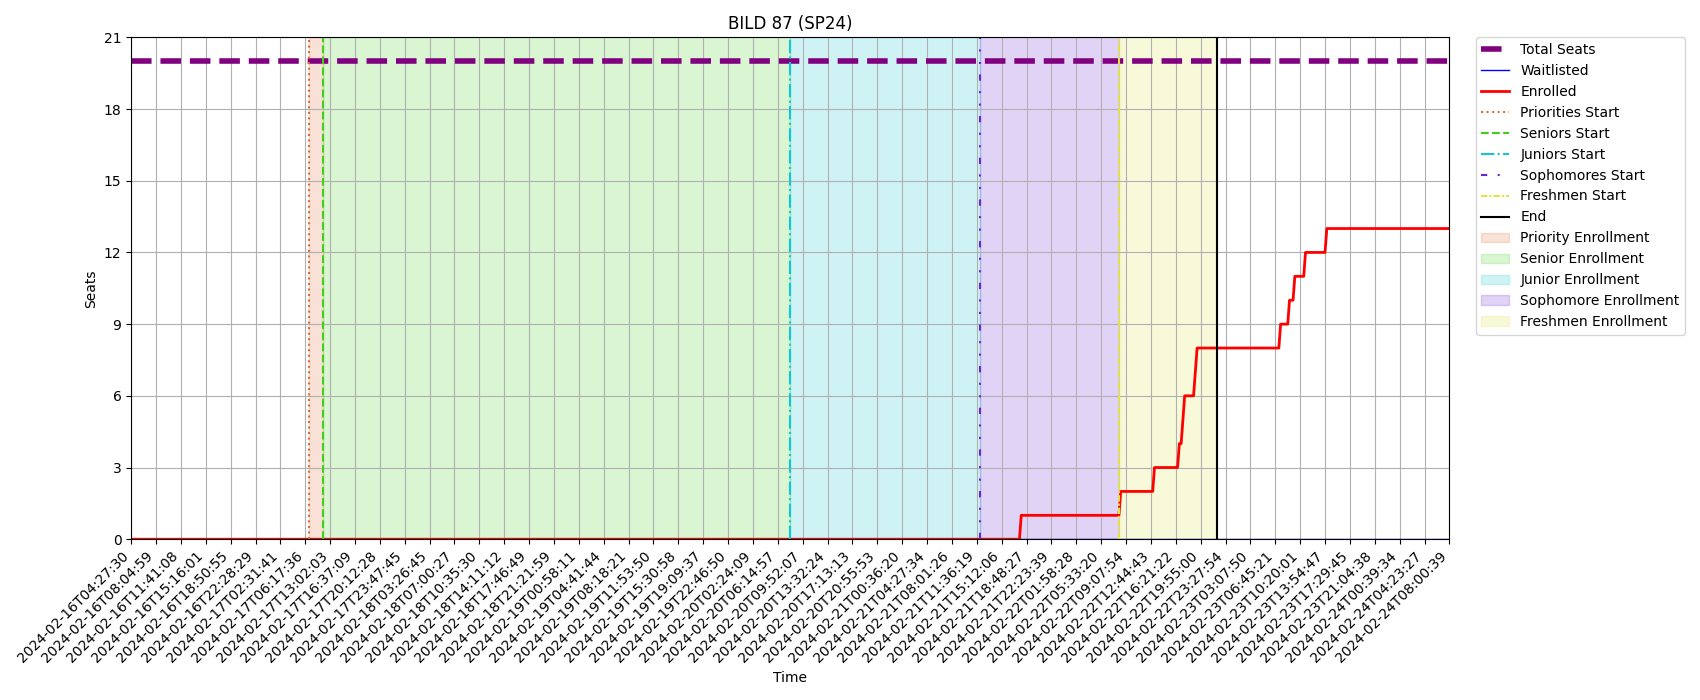 BILD 87 (SP24)
21
18
15
12
9
6
3
0
Seats
2024-02-16T04:27:30
2024-02-16T08:04:59
2024-02-16T11:41:08
2024-02-16T15:16:01
2024-02-16T18:50:55
2024-02-16T22:28:29
2024-02-17T02:31:41
2024-02-17T06:17:36
2024-02-17T13:02:03
2024-02-17T16:37:09
2024-02-17T20:12:28
2024-02-17T23:47:45
2024-02-18T03:26:45
2024-02-18T07:00:27
2024-02-18T10:35:30
2024-02-18T14:11:12
2024-02-18T17:46:49
2024-02-18T21:21:59
2024-02-19T00:58:11
2024-02-19T04:41:44
2024-02-19T08:18:21
2024-02-19T11:53:50
2024-02-19T15:30:58
2024-02-19T19:09:37
2024-02-19T22:46:50
2024-02-20T02:24:09
2024-02-20T06:14:57
2024-02-20T09:52:07
2024-02-20T13:32:24
2024-02-20T17:13:13
2024-02-20T20:55:53
2024-02-21T00:36:20
2024-02-21T04:27:34
2024-02-21T08:01:26
2024-02-21T11:36:19
2024-02-21T15:12:06
2024-02-21T18:48:27
2024-02-21T22:23:39
2024-02-22T01:58:28
2024-02-22T05:33:20
2024-02-22T09:07:54
2024-02-22T12:44:43
2024-02-22T16:21:22
2024-02-22T19:55:00
2024-02-22T23:27:54
2024-02-23T03:07:50
2024-02-23T06:45:21
2024-02-23T10:20:01
2024-02-23T13:54:47
2024-02-23T17:29:45
2024-02-23T21:04:38
2024-02-24T00:39:34
2024-02-24T04:23:27
2024-02-24T08:00:39
Time
Total Seats
Waitlisted
Enrolled
Priorities Start
Seniors Start
Juniors Start
Sophomores Start
Freshmen Start
End
Priority Enrollment
Senior Enrollment
Junior Enrollment
Sophomore Enrollment
Freshmen Enrollment